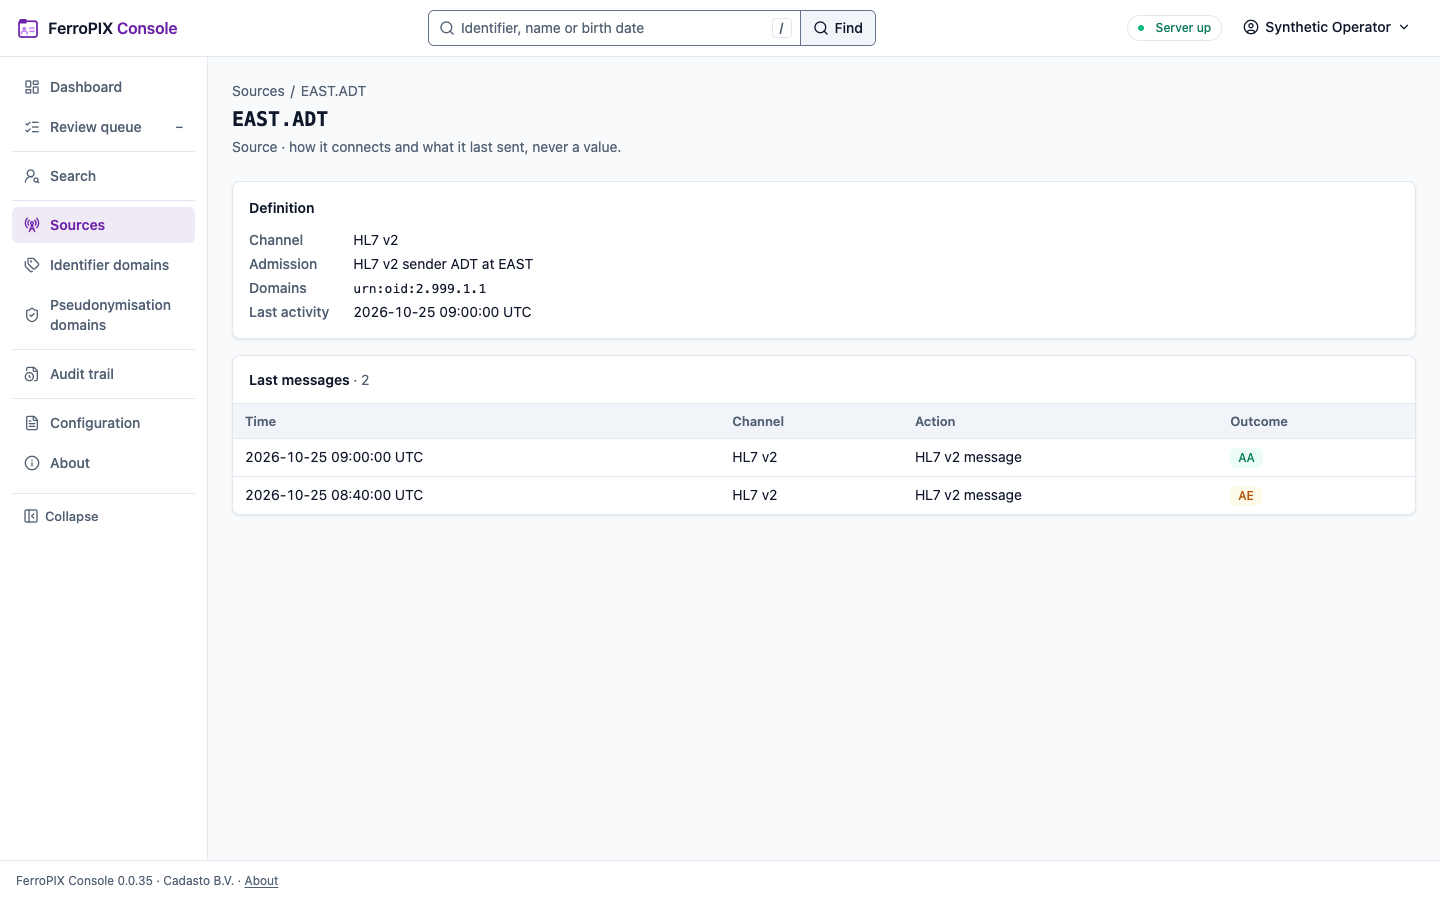 FerroPIX Console
Identifier, name or birth date
/
Find
Server up
Synthetic Operator
Dashboard
Review queue –
Search
Sources
Identifier domains
Pseudonymisation
domains
Audit trail
Configuration
About
Collapse
Sources / EAST.ADT
EAST.ADT
Source · how it connects and what it last sent, never a value.
Definition
Channel HL7 v2
Admission HL7 v2 sender ADT at EAST
Domains urn:oid:2.999.1.1
Last activity 2026-10-25 09:00:00 UTC
Last messages · 2
Time Channel Action Outcome
2026-10-25 09:00:00 UTC HL7 v2 HL7 v2 message AA
2026-10-25 08:40:00 UTC HL7 v2 HL7 v2 message AE
FerroPIX Console 0.0.35 · Cadasto B.V. · About